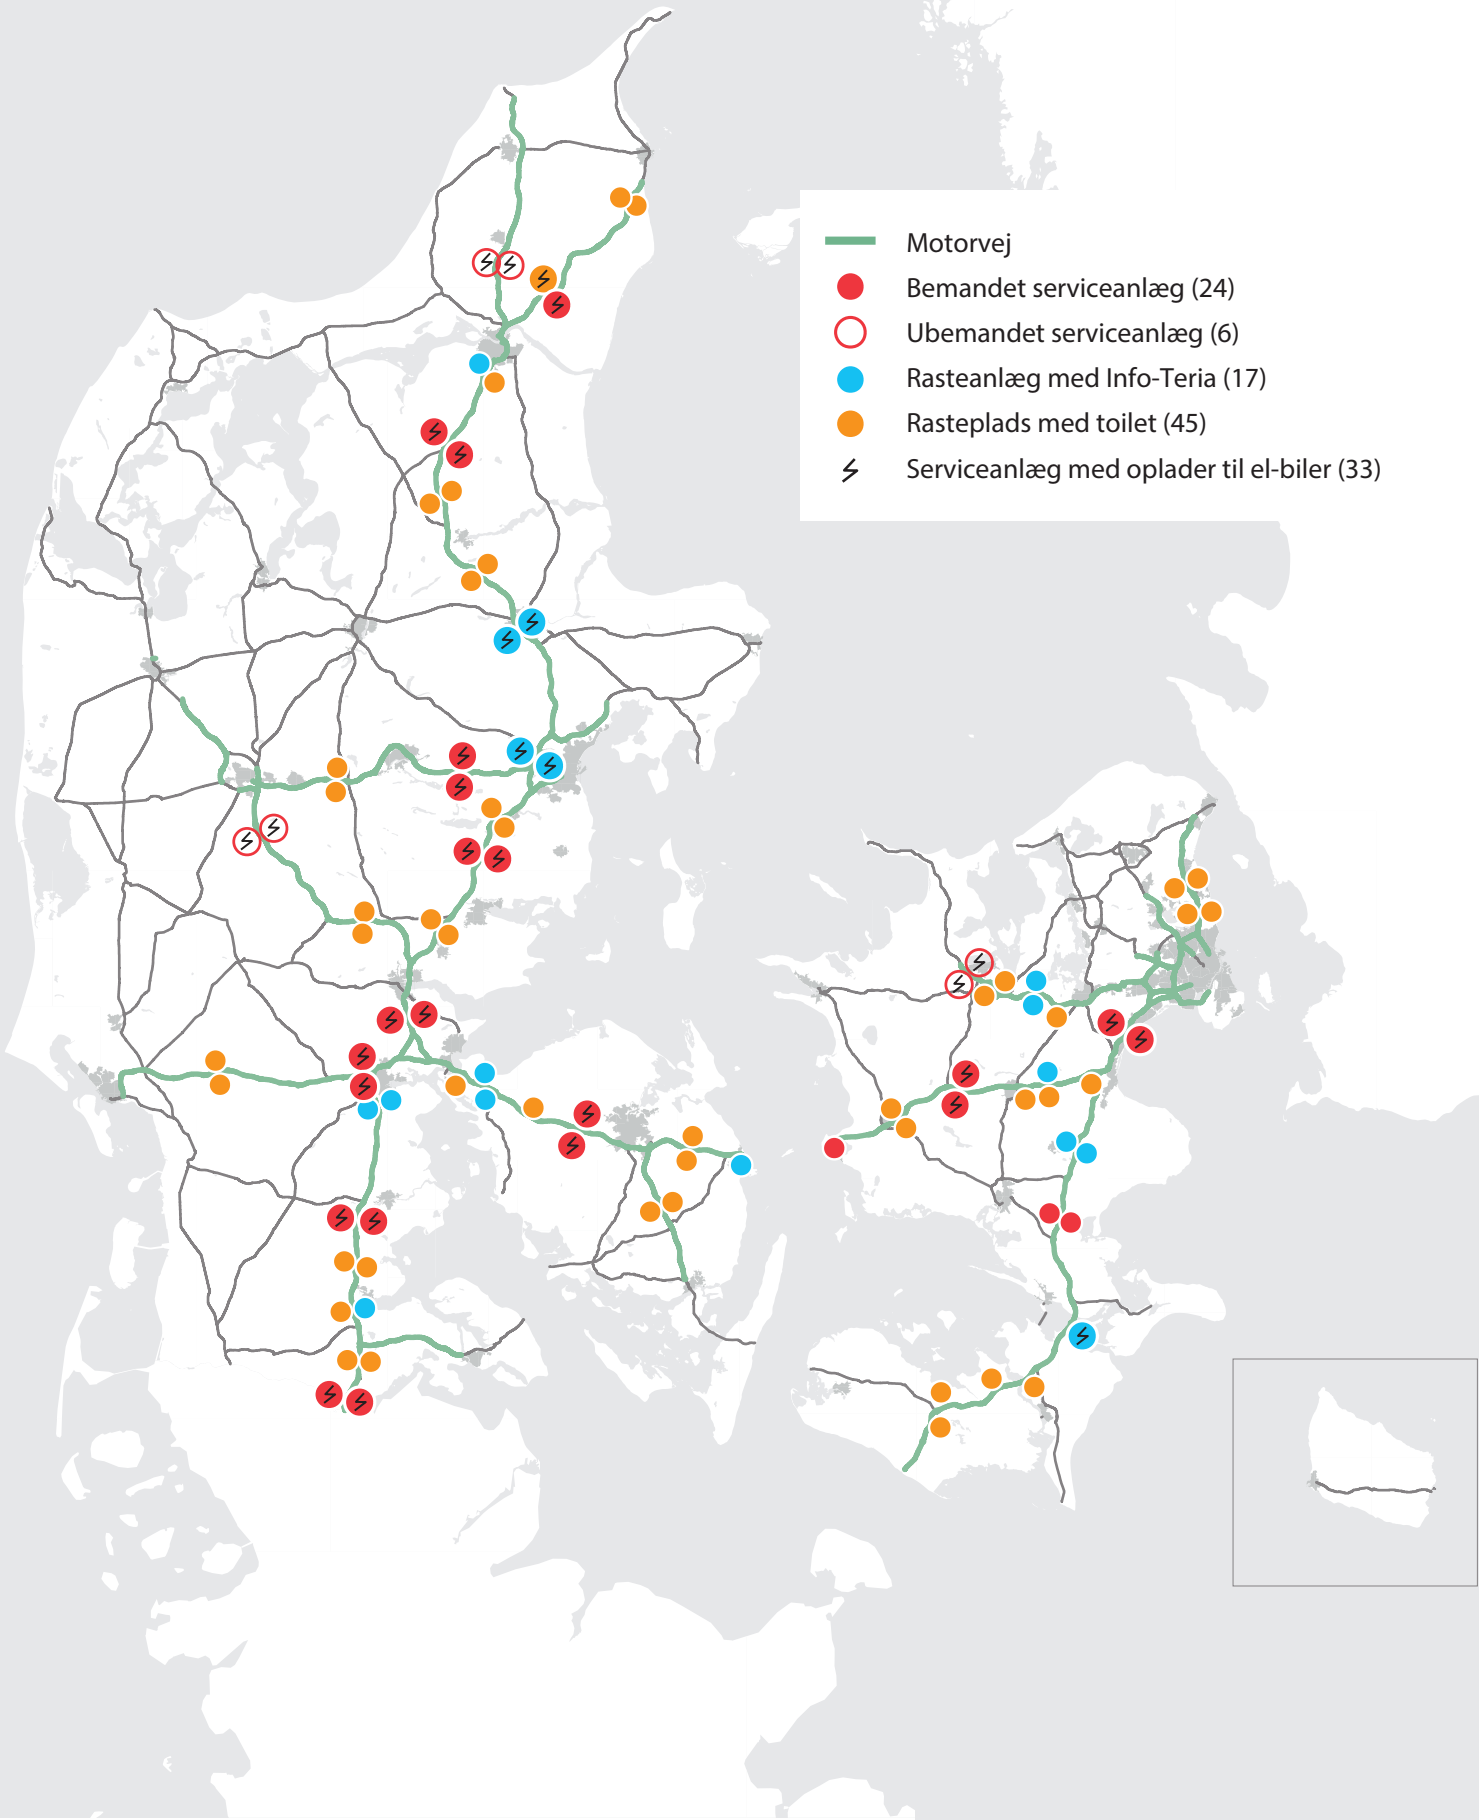 Motorvej
Bemandet serviceanlæg (24)
Ubemandet serviceanlæg (6)
Rasteanlæg med Info-Teria (17)
Rasteplads med toilet (45)
Serviceanlæg med oplader til el-biler (33)